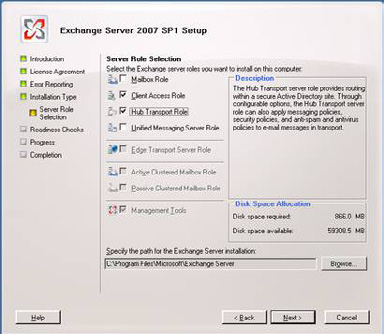 Exchange Server 2007 SP1 Setup
Introduction
License Agreement
Error Reporting
Installation Type
Server Role
Selection
Readiness Checks
Progress
Completion
Server Role Selection
Select the Exchange server roles you want to install on this computer.
Mailbox Role
Client Access Role
Hub Transport Role
Unified Messaging Server Role
Edge Transport Server Role
Active Clustered Mailbox Role
Passive Clustered Mailbox Role
Management Tools
Description
The Hub Transport server role provides routing
within a secure Active Directory site. Through
configurable options, the Hub Transport server
role can also apply messaging policies,
security policies, and anti-spam and antivirus
policies to e-mail messages in transport.
Disk Space Allocation
Disk space required: 866.0 MB
Disk space available: 59308.5 MB
Specify the path for the Exchange Server installation:
C:\Program Files\Microsoft\Exchange Server
Browse...
Help
< Back
Next >
Cancel